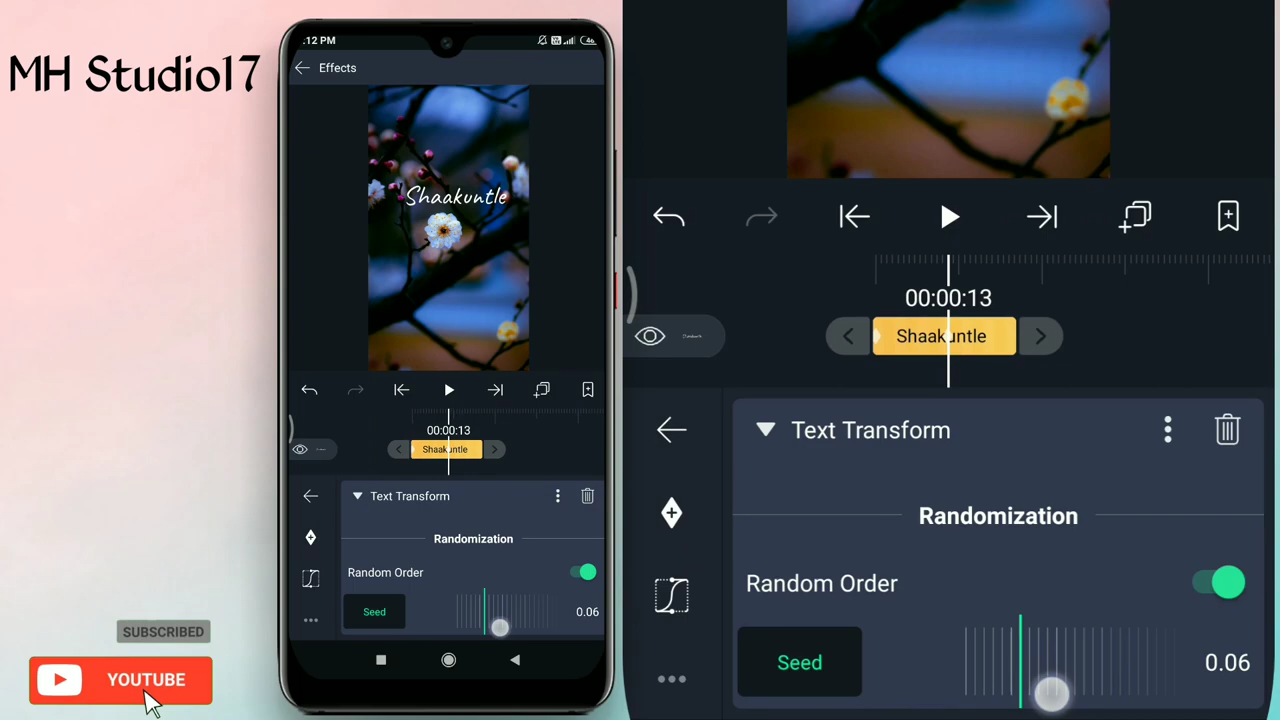 MH Studio17
:12 PM
Effects
Shaakuntle
00:00:13
Shaakuntle
Text Transform
Randomization
Random Order
Seed
0.06
SUBSCRIBED
YOUTUBE
00:00:13
Shaakuntle
Text Transform
Randomization
Random Order
Seed
0.06